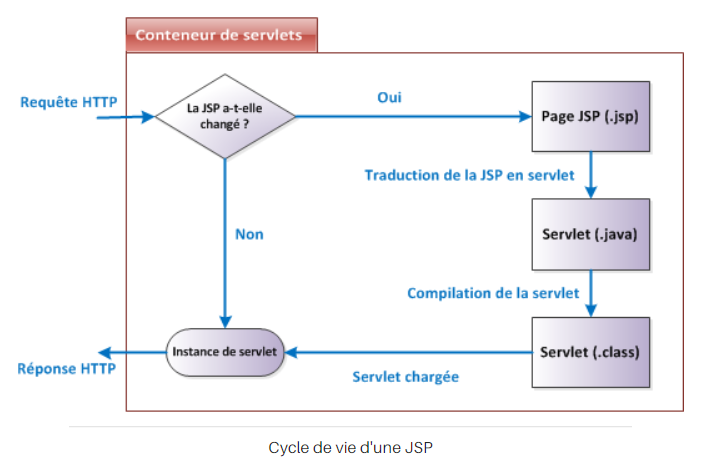 Conteneur de servlets
Requête HTTP
La JSP a-t-elle
changé ?
Oui
Page JSP (.jsp)
Traduction de la JSP en servlet
Servlet (.java)
Non
Compilation de la servlet
Instance de servlet
Servlet (.class)
Réponse HTTP
Servlet chargée
Cycle de vie d'une JSP